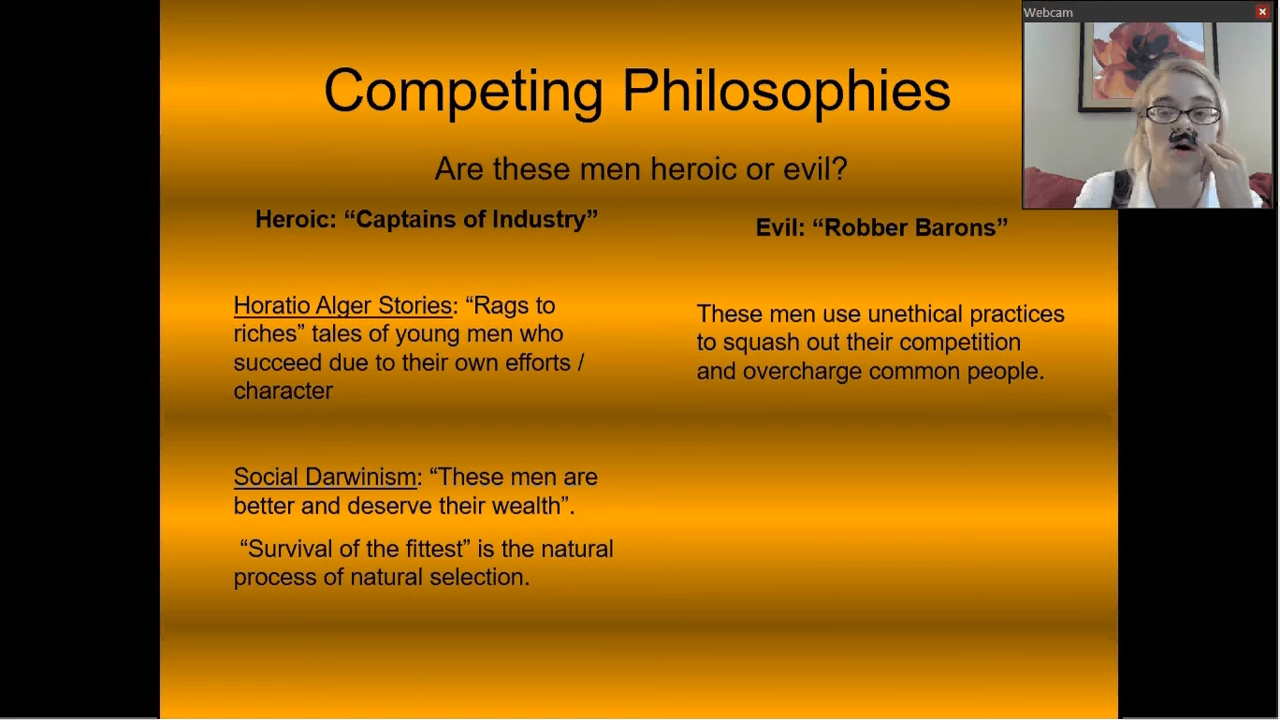 Webcam
Competing Philosophies
Are these men heroic or evil?
Heroic: “Captains of Industry”
Horatio Alger Stories: “Rags to
riches” tales of young men who
succeed due to their own efforts /
character
Social Darwinism: “These men are
better and deserve their wealth”.
“Survival of the fittest” is the natural
process of natural selection.
Evil: “Robber Barons”
These men use unethical practices
to squash out their competition
and overcharge common people.